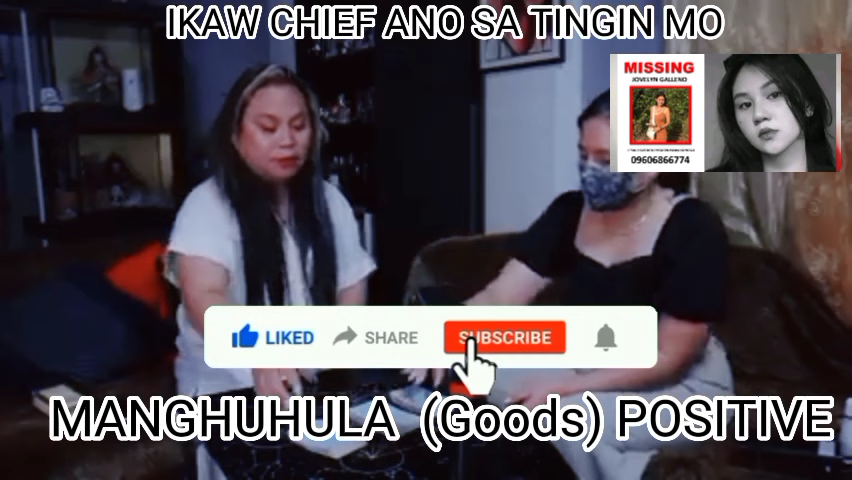 IKAW CHIEF ANO SA TINGIN MO
MISSING
JOVELYN GALLENO
09606866774
LIKED
SHARE
SUBSCRIBE
MANGHUHULA (Goods) POSITIVE